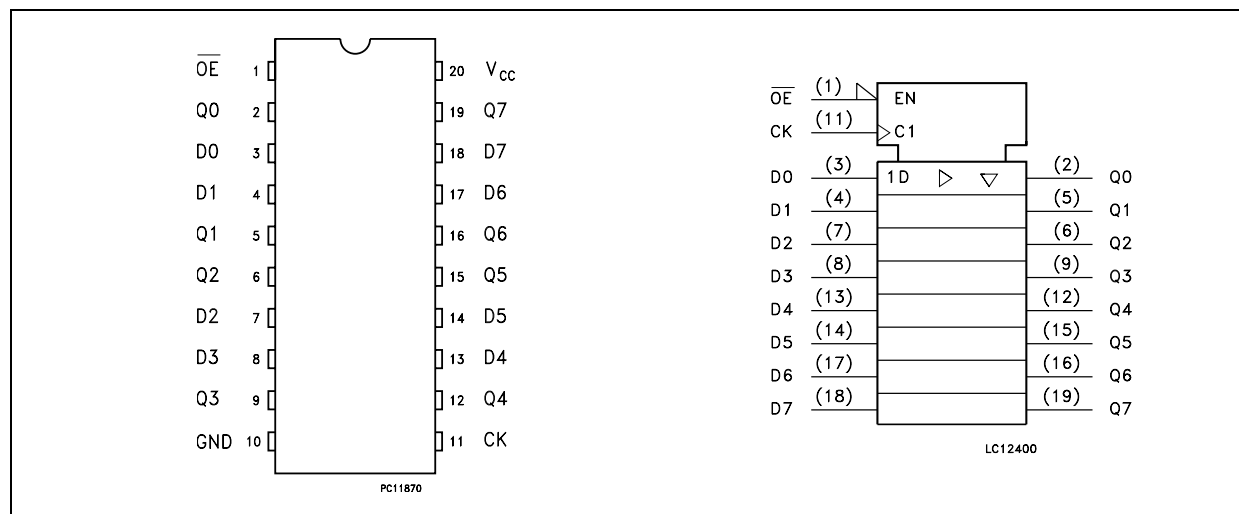 OE 1 20 VCC
Q0 2 19 Q7
D0 3 18 D7
D1 4 17 D6
Q1 5 16 Q6
Q2 6 15 Q5
D2 7 14 D5
D3 8 13 D4
Q3 9 12 Q4
GND 10 11 CK
PC11870
OE (1) EN
CK (11) C1
D0 (3) 1D (2) Q0
D1 (4) (5) Q1
D2 (7) (6) Q2
D3 (8) (9) Q3
D4 (13) (12) Q4
D5 (14) (15) Q5
D6 (17) (16) Q6
D7 (18) (19) Q7
LC12400